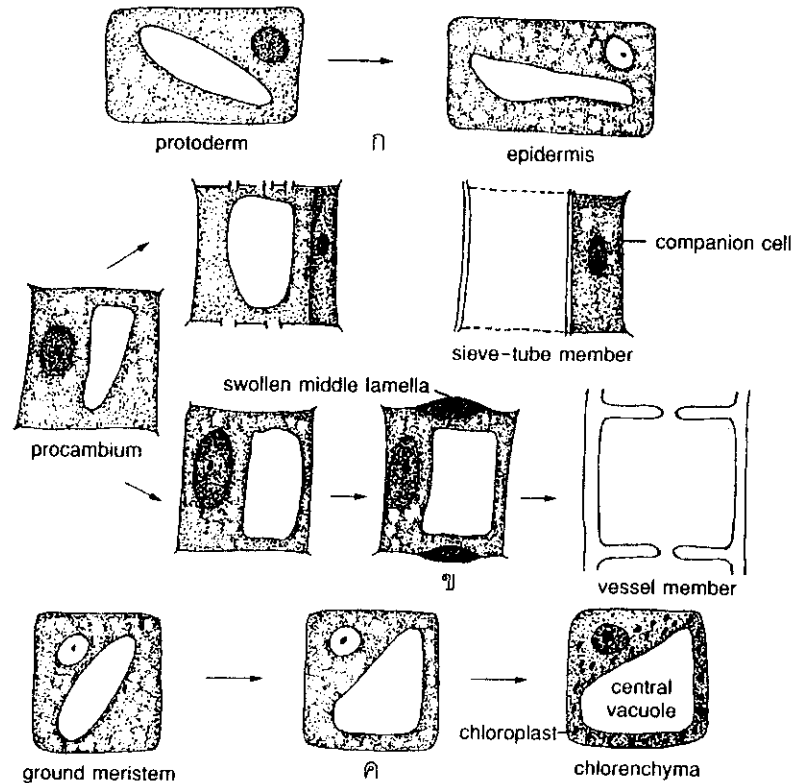 protoderm
ก
epidermis
companion cell
sieve-tube member
swollen middle lamella
procambium
ข
vessel member
central
vacuole
chloroplast
ground meristem
ค
chlorenchyma